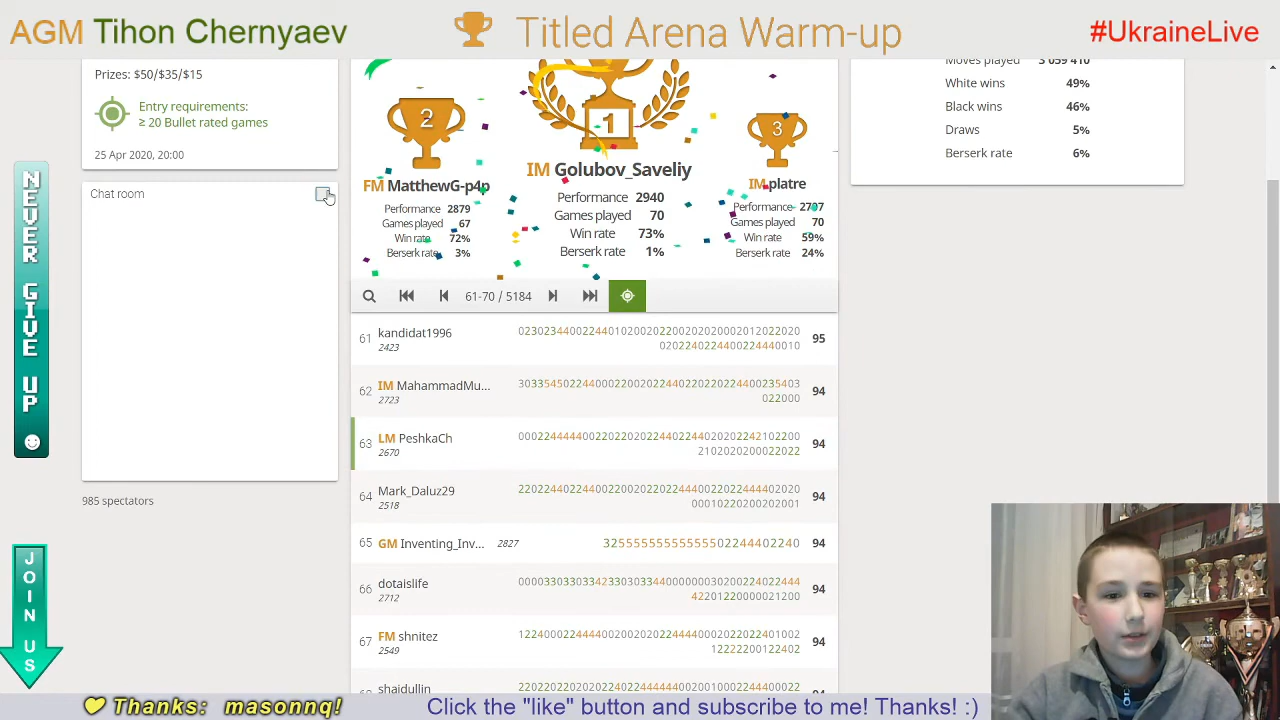 AGM Tihon Chernyaev
Titled Arena Warm-up
#UkraineLive
Prizes: $50/$35/$15
Entry requirements:
≥ 20 Bullet rated games
25 Apr 2020, 20:00
Chat room
985 spectators
NEVER GIVE UP
JOIN US
2
FM MatthewG-p4p
Performance 2879
Games played 67
Win rate 72%
Berserk rate 3%
1
IM Golubov_Saveliy
Performance 2940
Games played 70
Win rate 73%
Berserk rate 1%
3
IM platre
Performance 2797
Games played 70
Win rate 59%
Berserk rate 24%
61-70 / 5184
61 kandidat1996 95
2423
62 IM MahammadMu... 94
2723
63 LM PeshkaCh 94
2670
64 Mark_Daluz29 94
2518
65 GM Inventing_Inv... 2827 94
66 dotaislife 94
2712
67 FM shnitez 94
2549
shaidullin
Moves played 3 059 410
White wins 49%
Black wins 46%
Draws 5%
Berserk rate 6%
Thanks: masonnq!
Click the "like" button and subscribe to me! Thanks! :)